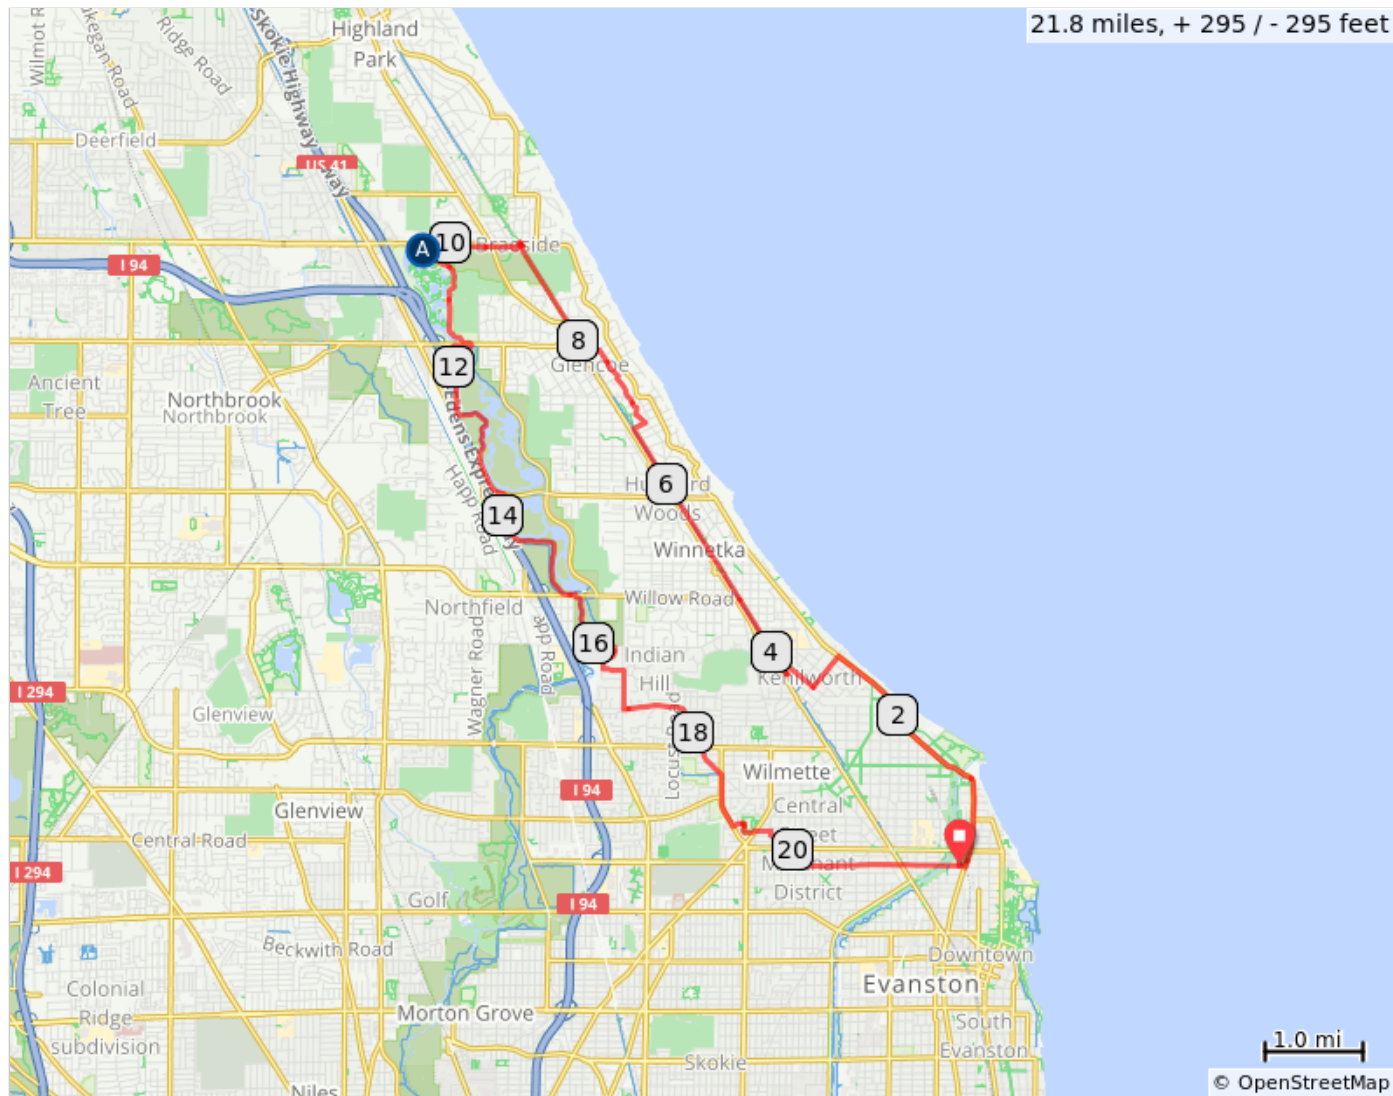 21.8 miles, + 295 / - 295 feet
Skokie Highway
Ridge Road
Highland
Park
Deerfield
US 41
A
10
Braeside
I 94
8
Glencoe
12
Ancient
Tree
Northbrook
Northbrook
6
Woods
14
Happ Road
Winnetka
Northfield
Willow Road
Wagner Road
16
Indian
Hill
4
Kenilworth
I 294
Glenview
2
18
Wilmette
I 94
Glenview
Central
Central Road
20
District
I 294
Golf
I 94
Beckwith Road
Downtown
Evanston
Colonial
Ridge
subdivision
Morton Grove
South
Evanston
Skokie
1.0 mi
Niles
© OpenStreetMap